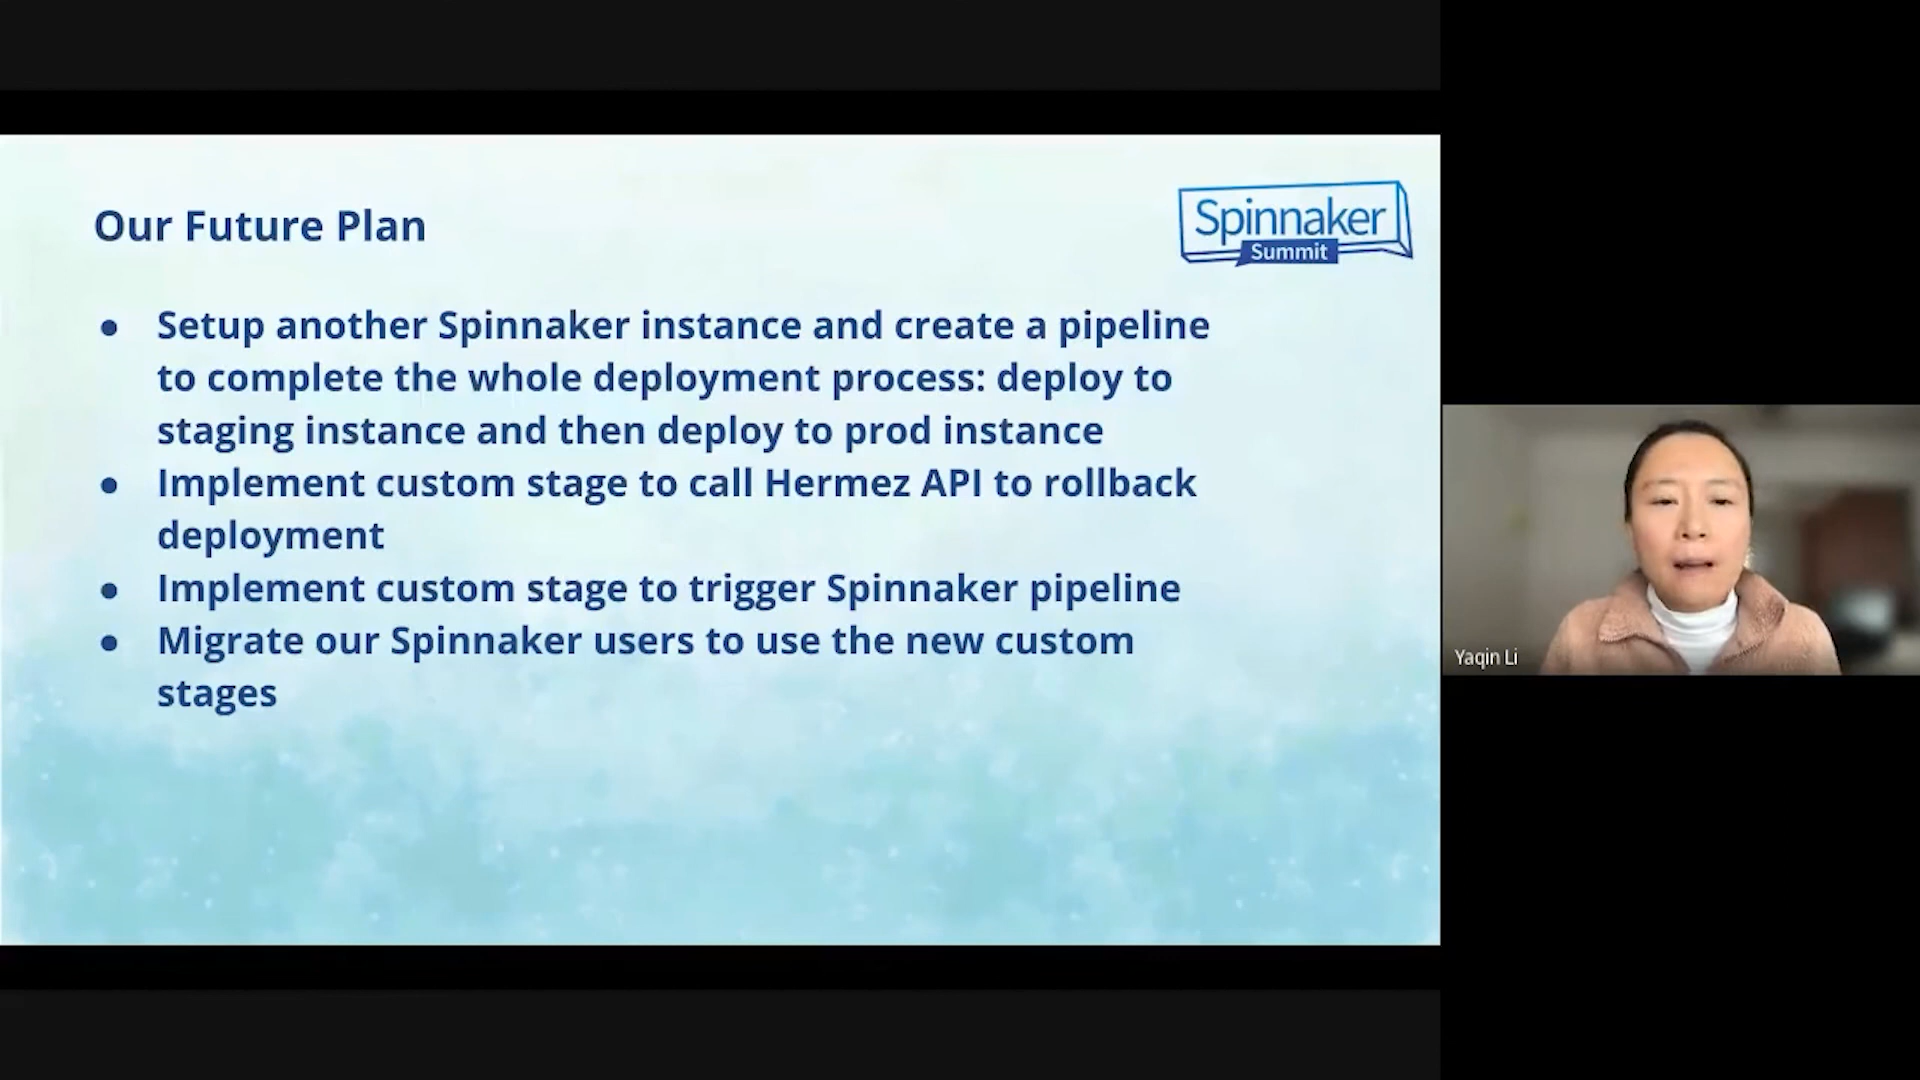 Our Future Plan
Spinnaker
Summit
● Setup another Spinnaker instance and create a pipeline
to complete the whole deployment process: deploy to
staging instance and then deploy to prod instance
● Implement custom stage to call Hermez API to rollback
deployment
● Implement custom stage to trigger Spinnaker pipeline
● Migrate our Spinnaker users to use the new custom
stages
Yaqin Li